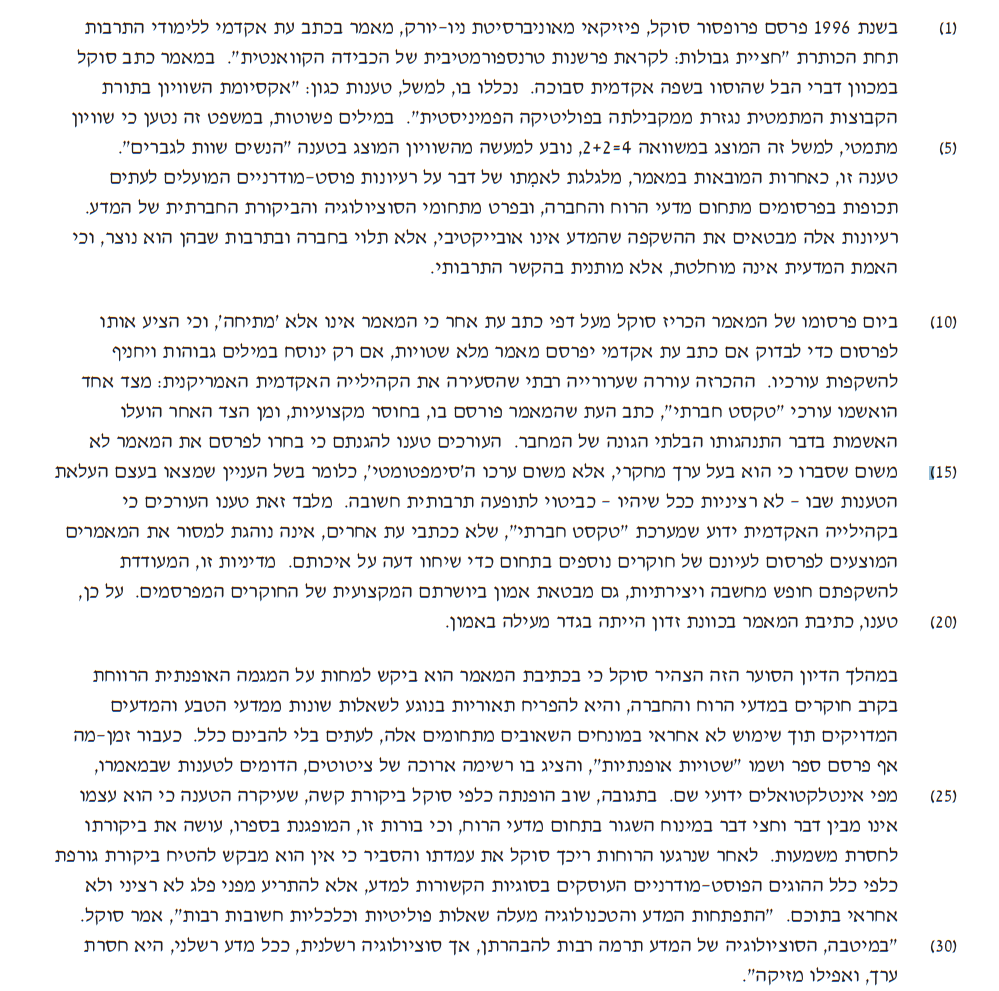 (1) בשנת 1996 פרסם פרופסור סוקל, פיזיקאי מאוניברסיטת ניו-יורק, מאמר בכתב עת אקדמי ללימודי התרבות
תחת הכותרת "חציית גבולות: לקראת פרשנות טרנספורמטיבית של הכבידה הקוואנטית". במאמר כתב סוקל
במכוון דברי הבל שהוסוו בשפה אקדמית סבוכה. נכללו בו, למשל, טענות כגון: "אקסיומת השוויון בתורת
הקבוצות המתמטית נגזרת ממקבילתה בפוליטיקה הפמיניסטית". במילים פשוטות, במשפט זה נטען כי שוויון
(5) מתמטי, למשל זה המוצג במשוואה 2+2=4, נובע למעשה מהשוויון המוצג בטענה "הנשים שוות לגברים".
טענה זו, כאחרות המובאות במאמר, מלגלגת לאמִתו של דבר על רעיונות פוסט-מודרניים המועלים לעתים
תכופות בפרסומים מתחום מדעי הרוח והחברה, ובפרט מתחומי הסוציולוגיה והביקורת החברתית של המדע.
רעיונות אלה מבטאים את ההשקפה שהמדע אינו אובייקטיבי, אלא תלוי בחברה ובתרבות שבהן הוא נוצר, וכי
האמת המדעית אינה מוחלטת, אלא מותנית בהקשר התרבותי.
(10) ביום פרסומו של המאמר הכריז סוקל מעל דפי כתב עת אחר כי המאמר אינו אלא 'מתיחה', וכי הציע אותו
לפרסום כדי לבדוק אם כתב עת אקדמי יפרסם מאמר מלא שטויות, אם רק ינוסח במילים גבוהות ויחניף
להשקפות עורכיו. ההכרזה עוררה שערורייה רבתי שהסעירה את הקהילייה האקדמית האמריקנית: מצד אחד
הואשמו עורכי "טקסט חברתי", כתב העת שהמאמר פורסם בו, בחוסר מקצועיות, ומן הצד האחר הועלו
האשמות בדבר התנהגותו הבלתי הגונה של המחבר. העורכים טענו להגנתם כי בחרו לפרסם את המאמר לא
(15) משום שסברו כי הוא בעל ערך מחקרי, אלא משום ערכו ה'סימפטומטי', כלומר בשל העניין שמצאו בעצם העלאת
הטענות שבו - לא רציניות ככל שיהיו - כביטוי לתופעה תרבותית חשובה. מלבד זאת טענו העורכים כי
בקהילייה האקדמית ידוע שמערכת "טקסט חברתי", שלא ככתבי עת אחרים, אינה נוהגת למסור את המאמרים
המוצעים לפרסום לעיונם של חוקרים נוספים בתחום כדי שיחוו דעה על איכותם. מדיניות זו, המעודדת
להשקפתם חופש מחשבה ויצירתיות, גם מבטאת אמון ביושרתם המקצועית של החוקרים המפרסמים. על כן,
(20) טענו, כתיבת המאמר בכוונת זדון הייתה בגדר מעילה באמון.
במהלך הדיון הסוער הזה הצהיר סוקל כי בכתיבת המאמר הוא ביקש למחות על המגמה האופנתית הרווחת
בקרב חוקרים במדעי הרוח והחברה, והיא להפריח תאוריות בנוגע לשאלות שונות ממדעי הטבע והמדעים
המדויקים תוך שימוש לא אחראי במונחים השאובים מתחומים אלה, לעתים בלי להבינם כלל. כעבור זמן-מה
אף פרסם ספר ושמו "שטויות אופנתיות", והציג בו רשימה ארוכה של ציטוטים, הדומים לטענות שבמאמרו,
(25) מפי אינטלקטואלים ידועי שם. בתגובה, שוב הופנתה כלפי סוקל ביקורת קשה, שעיקרה הטענה כי הוא עצמו
אינו מבין דבר וחצי דבר במינוח השגור בתחום מדעי הרוח, וכי בורות זו, המופגנת בספרו, עושה את ביקורתו
לחסרת משמעות. לאחר שנרגעו הרוחות ריכך סוקל את עמדתו והסביר כי אין הוא מבקש להטיח ביקורת גורפת
כלפי כלל ההוגים הפוסט-מודרניים העוסקים בסוגיות הקשורות למדע, אלא להתריע מפני פלג לא רציני ולא
אחראי בתוכם. "התפתחות המדע והטכנולוגיה מעלה שאלות פוליטיות וכלכליות חשובות רבות", אמר סוקל.
(30) "במיטבה, הסוציולוגיה של המדע תרמה רבות להבהרתן, אך סוציולוגיה רשלנית, ככל מדע רשלני, היא חסרת
ערך, ואפילו מזיקה".